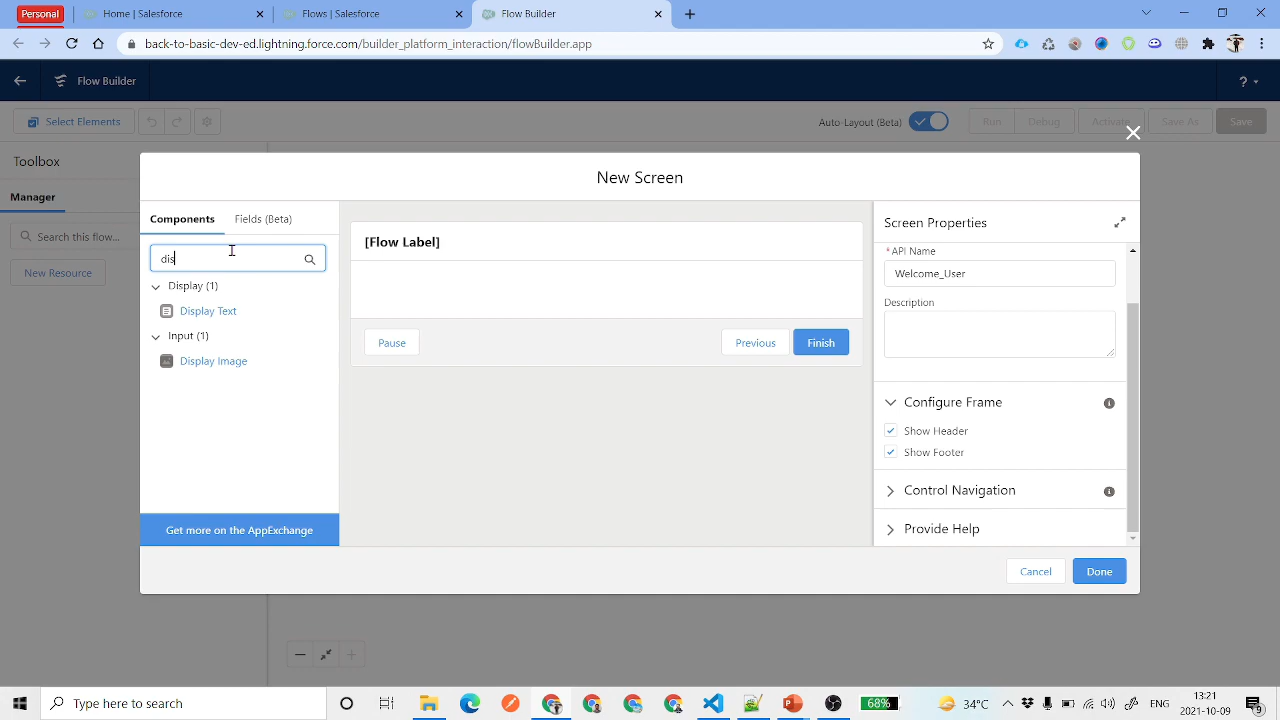 Personal
Home | Salesforce
Flows | Salesforce
Flow Builder
back-to-basic-dev-ed.lightning.force.com/builder_platform_interaction/flowBuilder.app
Flow Builder
?
Select Elements
Auto-Layout (Beta)
Run
Debug
Activate
Save As
Save
Toolbox
Manager
Search this flow...
New Resource
New Screen
Components
Fields (Beta)
dis
Display (1)
Display Text
Input (1)
Display Image
Get more on the AppExchange
[Flow Label]
Pause
Previous
Finish
Screen Properties
* API Name
Welcome_User
Description
Configure Frame
Show Header
Show Footer
Control Navigation
Provide Help
Cancel
Done
Type here to search
68%
34°C
ENG
13:21
2021-10-09